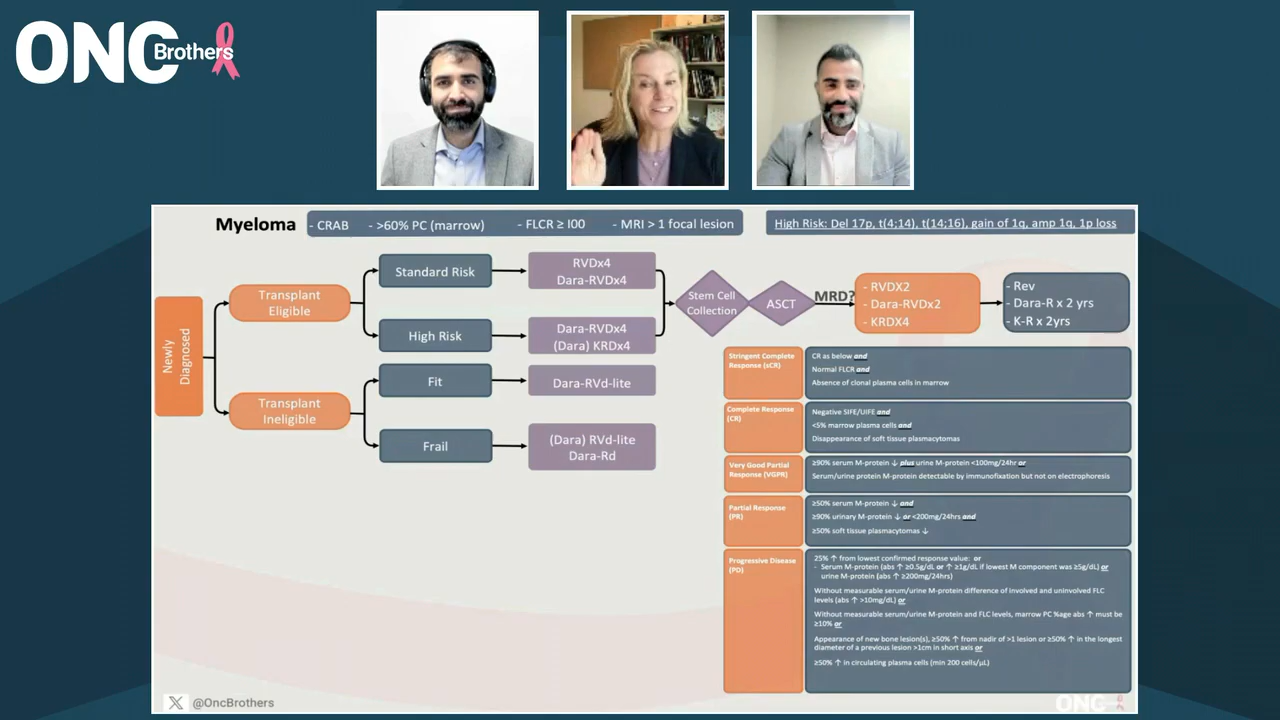 ONC Brothers
Myeloma
- CRAB - >60% PC (marrow) - FLCR ≥ I00 - MRI > 1 focal lesion
High Risk: Del 17p, t(4:14), t(14:16), gain of 1q, amp 1q, 1p loss
Newly
Diagnosed
Transplant
Eligible
Transplant
Ineligible
Standard Risk
High Risk
Fit
Frail
RVDx4
Dara-RVDx4
Dara-RVDx4
(Dara) KRDx4
Dara-RVd-lite
(Dara) RVd-lite
Dara-Rd
Stem Cell
Collection
ASCT
MRD?
- RVDX2
- Dara-RVDx2
- KRDX4
- Rev
- Dara-R x 2 yrs
- K-R x 2yrs
Stringent Complete
Response (sCR)
CR as below and
Normal FLCR and
Absence of clonal plasma cells in marrow
Complete Response
(CR)
Negative SIFE/UIFE and
<5% marrow plasma cells and
Disappearance of soft tissue plasmacytomas
Very Good Partial
Response (VGPR)
≥90% serum M-protein ↓ plus urine M-protein <100mg/24hr or
Serum/urine protein M-protein detectable by immunofixation but not on electrophoresis
Partial Response
(PR)
≥50% serum M-protein ↓ and
≥90% urinary M-protein ↓ or <200mg/24hrs and
≥50% soft tissue plasmacytomas ↓
Progressive Disease
(PD)
25% ↑ from lowest confirmed response value: or
- Serum M-protein (abs ↑ ≥0.5g/dL or ↑ ≥1g/dL if lowest M component was ≥5g/dL) or
urine M-protein (abs ↑ ≥200mg/24hrs)
Without measurable serum/urine M-protein difference of involved and uninvolved FLC
levels (abs ↑ >10mg/dL) or
Without measurable serum/urine M-protein and FLC levels, marrow PC %age abs ↑ must be
≥10% or
Appearance of new bone lesion(s), ≥50% ↑ from nadir of >1 lesion or ≥50% ↑ in the longest
diameter of a previous lesion >1cm in short axis or
≥50% ↑ in circulating plasma cells (min 200 cells/µL)
@OncBrothers
ONC